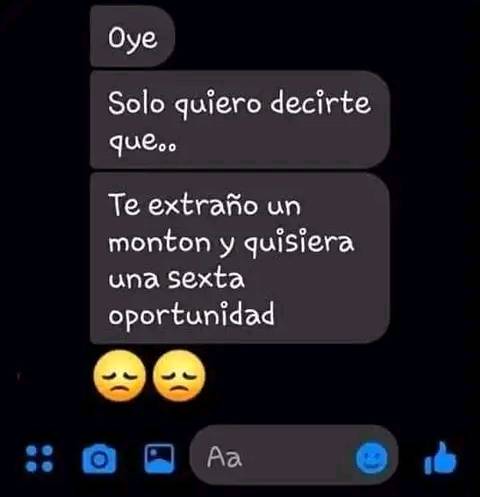 Oye
Solo quiero decirte
que..
Te extraño un
monton y quisiera
una sexta
oportunidad
Aa